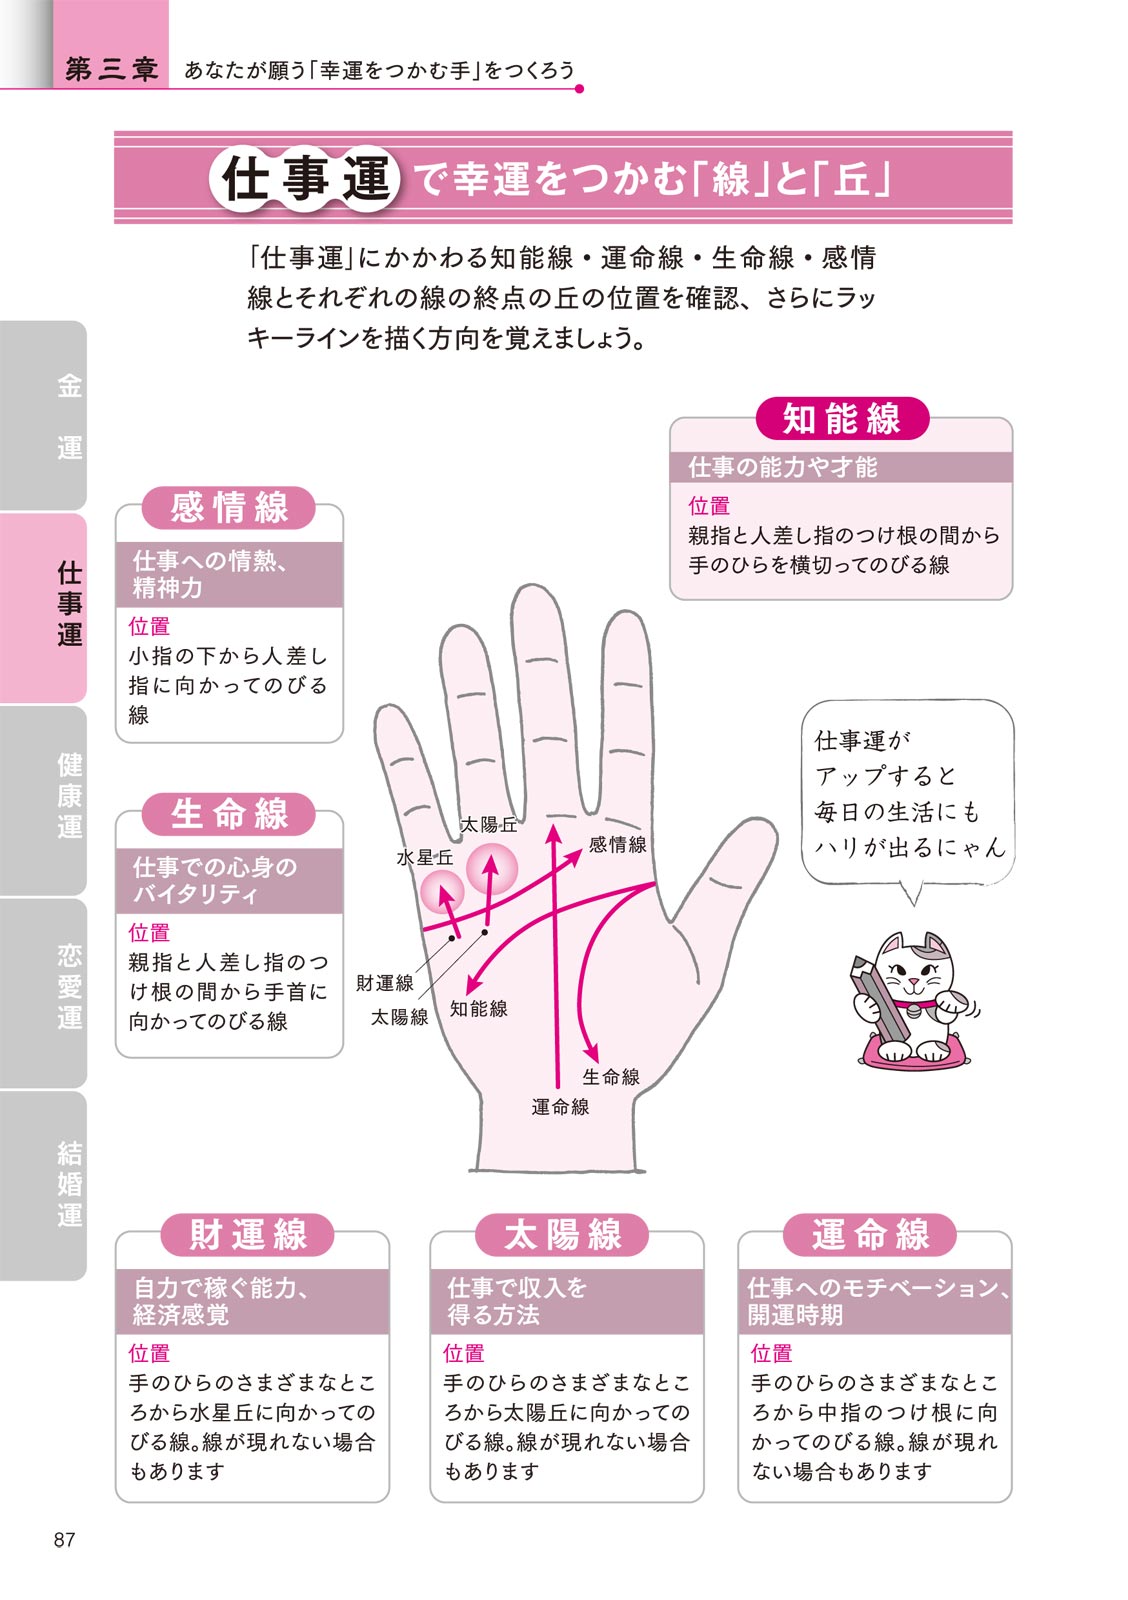 第三章 あなたが願う「幸運をつかむ手」をつくろう
仕事運で幸運をつかむ「線」と「丘」
「仕事運」にかかわる知能線・運命線・生命線・感情
線とそれぞれの線の終点の丘の位置を確認、さらにラッ
キーラインを描く方向を覚えましょう。
金運
仕事運
健康運
恋愛運
結婚運
知能線
仕事の能力や才能
位置
親指と人差し指のつけ根の間から
手のひらを横切ってのびる線
感情線
仕事への情熱、
精神力
位置
小指の下から人差し
指に向かってのびる
線
生命線
仕事での心身の
バイタリティ
位置
親指と人差し指のつ
け根の間から手首に
向かってのびる線
太陽丘
水星丘
感情線
財運線
太陽線
知能線
生命線
運命線
仕事運が
アップすると
毎日の生活にも
ハリが出るにゃん
財運線
自力で稼ぐ能力、
経済感覚
位置
手のひらのさまざまなとこ
ろから水星丘に向かっての
びる線。線が現れない場合
もあります
太陽線
仕事で収入を
得る方法
位置
手のひらのさまざまなとこ
ろから太陽丘に向かっての
びる線。線が現れない場合
もあります
運命線
仕事へのモチベーション、
開運時期
位置
手のひらのさまざまなとこ
ろから中指のつけ根に向
かってのびる線。線が現れ
ない場合もあります
87